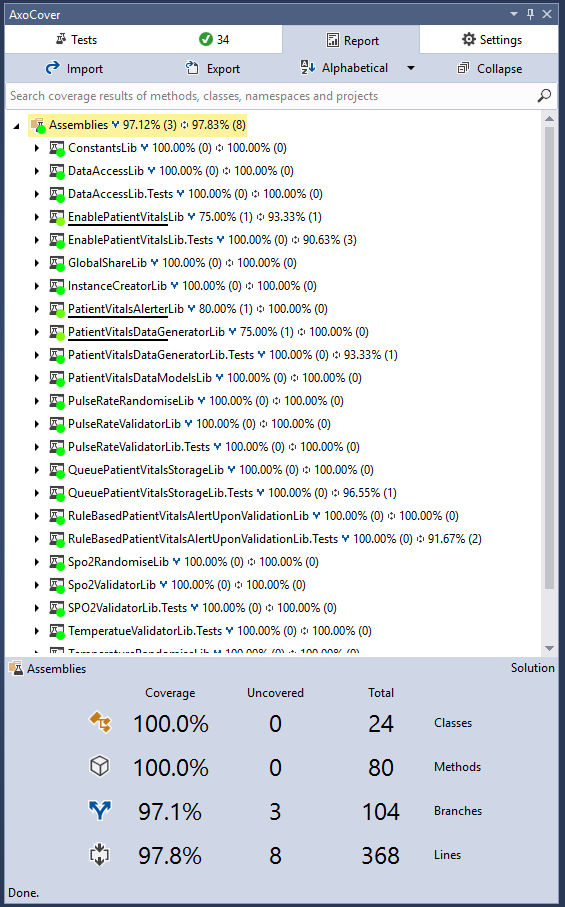 AxoCover
Tests 34 Report Settings
Import Export Alphabetical Collapse
Search coverage results of methods, classes, namespaces and projects
Assemblies 97.12% (3) 97.83% (8)
ConstantsLib 100.00% (0) 100.00% (0)
DataAccessLib 100.00% (0) 100.00% (0)
DataAccessLib.Tests 100.00% (0) 100.00% (0)
EnablePatientVitalsLib 75.00% (1) 93.33% (1)
EnablePatientVitalsLib.Tests 100.00% (0) 90.63% (3)
GlobalShareLib 100.00% (0) 100.00% (0)
InstanceCreatorLib 100.00% (0) 100.00% (0)
PatientVitalsAlerterLib 80.00% (1) 100.00% (0)
PatientVitalsDataGeneratorLib 75.00% (1) 100.00% (0)
PatientVitalsDataGeneratorLib.Tests 100.00% (0) 93.33% (1)
PatientVitalsDataModelsLib 100.00% (0) 100.00% (0)
PulseRateRandomiseLib 100.00% (0) 100.00% (0)
PulseRateValidatorLib 100.00% (0) 100.00% (0)
PulseRateValidatorLib.Tests 100.00% (0) 100.00% (0)
QueuePatientVitalsStorageLib 100.00% (0) 100.00% (0)
QueuePatientVitalsStorageLib.Tests 100.00% (0) 96.55% (1)
RuleBasedPatientVitalsAlertUponValidationLib 100.00% (0) 100.00% (0)
RuleBasedPatientVitalsAlertUponValidationLib.Tests 100.00% (0) 91.67% (2)
Spo2RandomiseLib 100.00% (0) 100.00% (0)
Spo2ValidatorLib 100.00% (0) 100.00% (0)
SPO2ValidatorLib.Tests 100.00% (0) 100.00% (0)
TemperatueValidatorLib.Tests 100.00% (0) 100.00% (0)
TemperatureRandomiseLib 100.00% (0) 100.00% (0)
Assemblies Solution
Coverage Uncovered Total
100.0% 0 24 Classes
100.0% 0 80 Methods
97.1% 3 104 Branches
97.8% 8 368 Lines
Done.